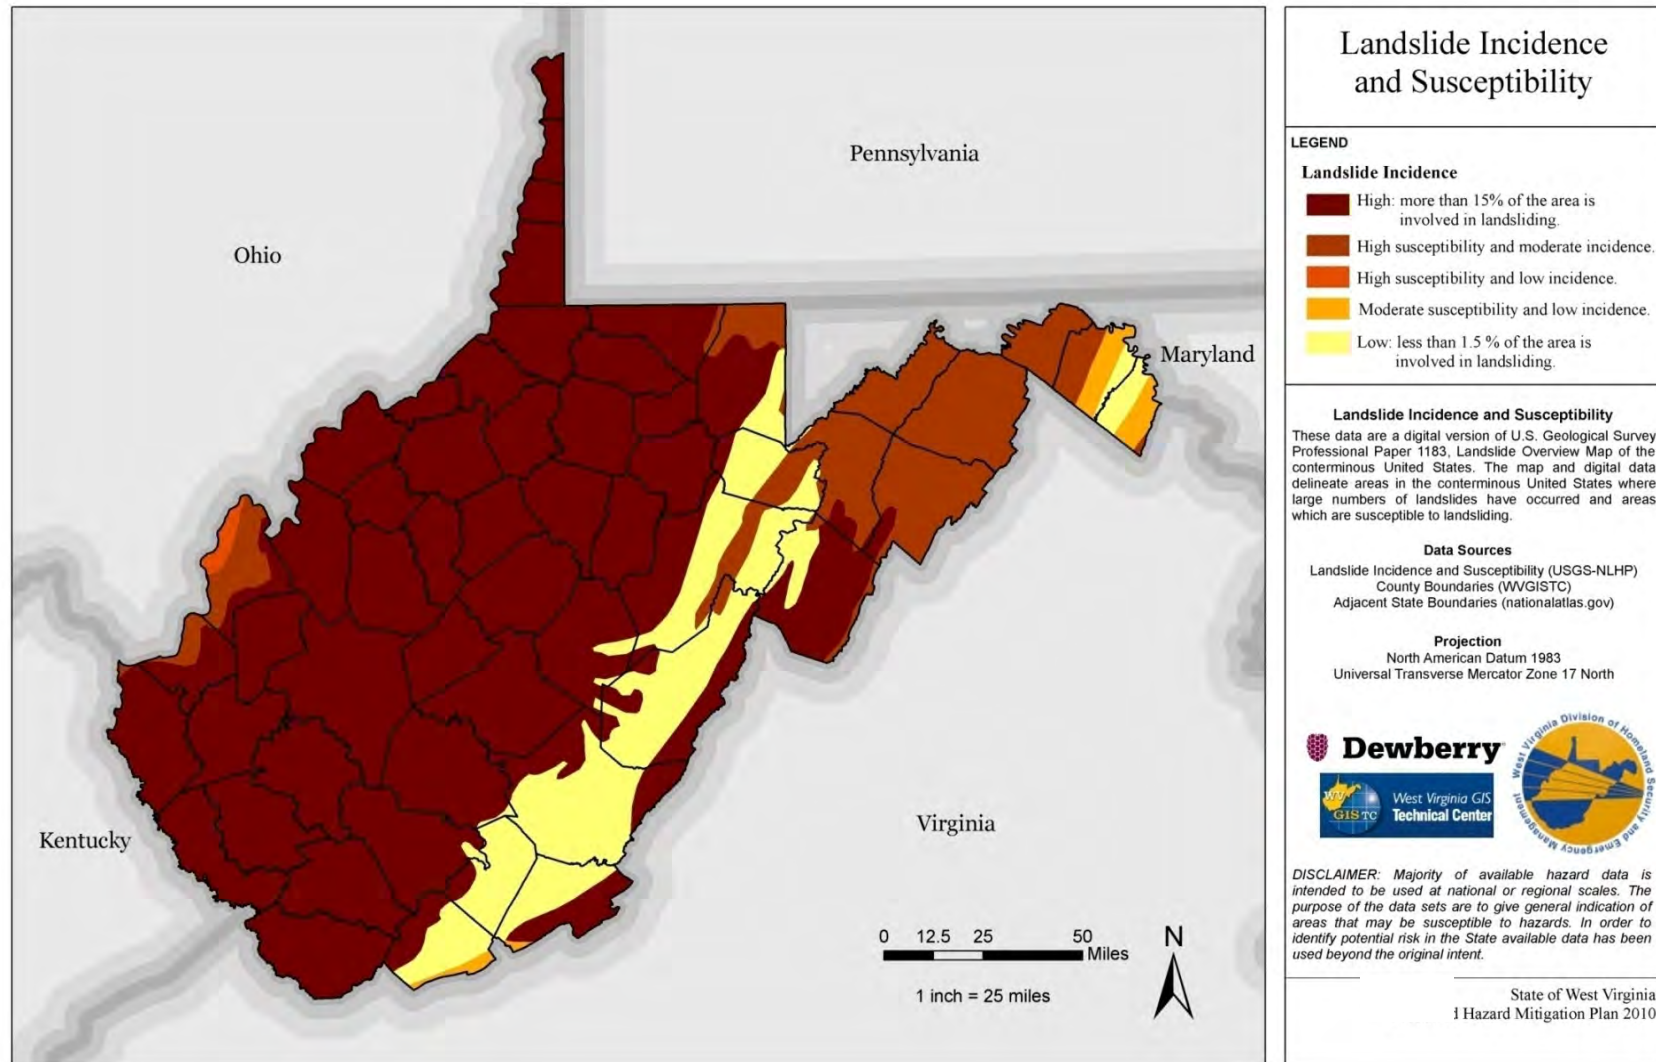 Ohio
Pennsylvania
Maryland
Kentucky
Virginia
0 12.5 25 50
Miles
1 inch = 25 miles
N
Landslide Incidence
and Susceptibility
LEGEND
Landslide Incidence
High: more than 15% of the area is
involved in landsliding.
High susceptibility and moderate incidence.
High susceptibility and low incidence.
Moderate susceptibility and low incidence.
Low: less than 1.5 % of the area is
involved in landsliding.
Landslide Incidence and Susceptibility
These data are a digital version of U.S. Geological Survey
Professional Paper 1183, Landslide Overview Map of the
conterminous United States. The map and digital data
delineate areas in the conterminous United States where
large numbers of landslides have occurred and areas
which are susceptible to landsliding.
Data Sources
Landslide Incidence and Susceptibility (USGS-NLHP)
County Boundaries (WVGISTC)
Adjacent State Boundaries (nationalatlas.gov)
Projection
North American Datum 1983
Universal Transverse Mercator Zone 17 North
Dewberry
WV
GIS TC
West Virginia GIS
Technical Center
West Virginia Division of Homeland Security and Emergency Management
DISCLAIMER: Majority of available hazard data is
intended to be used at national or regional scales. The
purpose of the data sets are to give general indication of
areas that may be susceptible to hazards. In order to
identify potential risk in the State available data has been
used beyond the original intent.
State of West Virginia
Hazard Mitigation Plan 2010